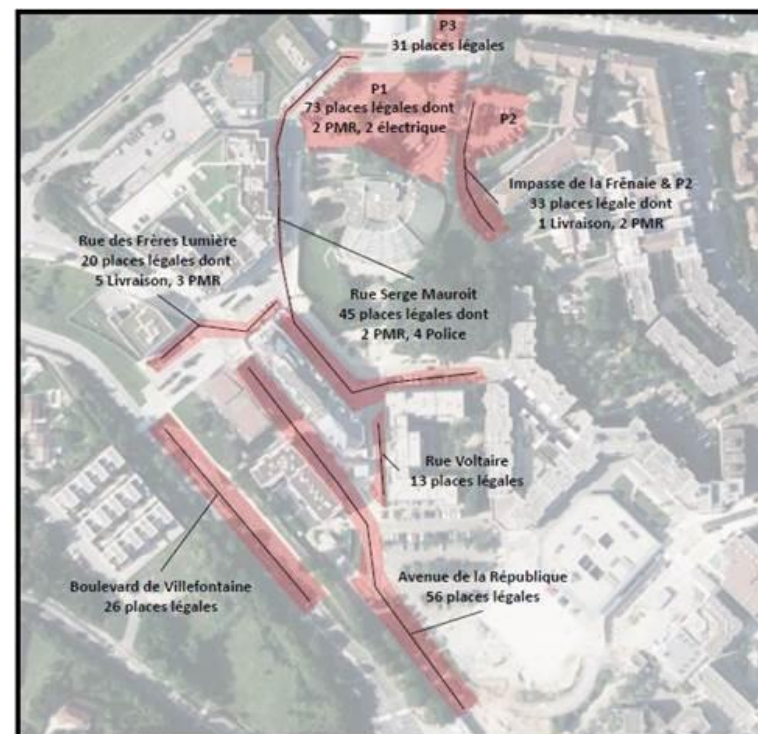 P3
31 places légales
P1
73 places légales dont
2 PMR, 2 électrique
P2
Impasse de la Frênaie & P2
33 places légale dont
1 Livraison, 2 PMR
Rue des Frères Lumière
20 places légales dont
5 Livraison, 3 PMR
Rue Serge Mauroit
45 places légales dont
2 PMR, 4 Police
Rue Voltaire
13 places légales
Boulevard de Villefontaine
26 places légales
Avenue de la République
56 places légales